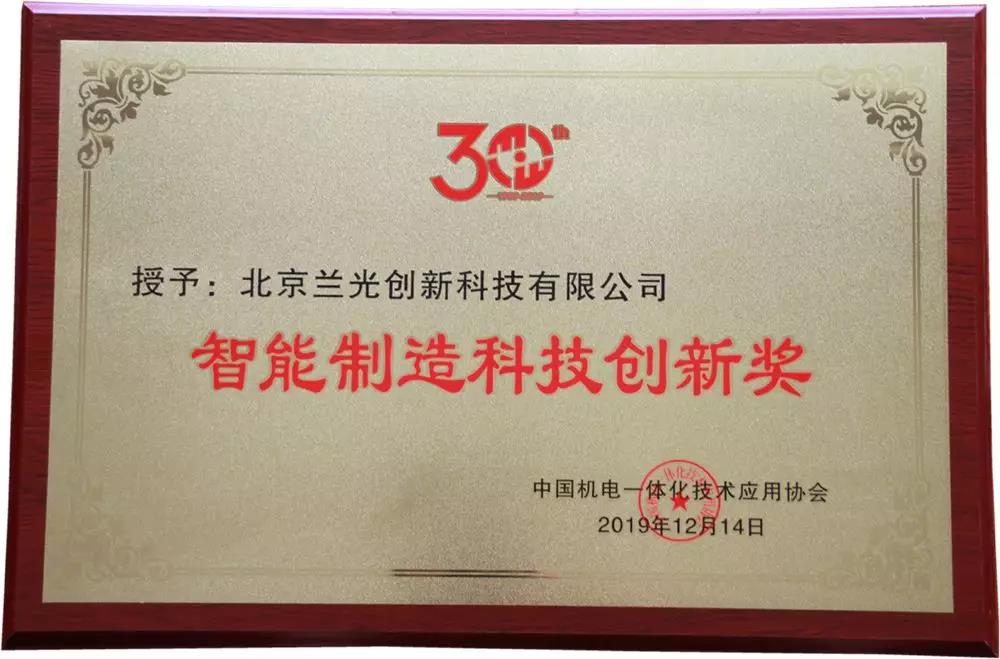 30th
授予：北京兰光创新科技有限公司
智能制造科技创新奖
中国机电一体化技术应用协会
2019年12月14日